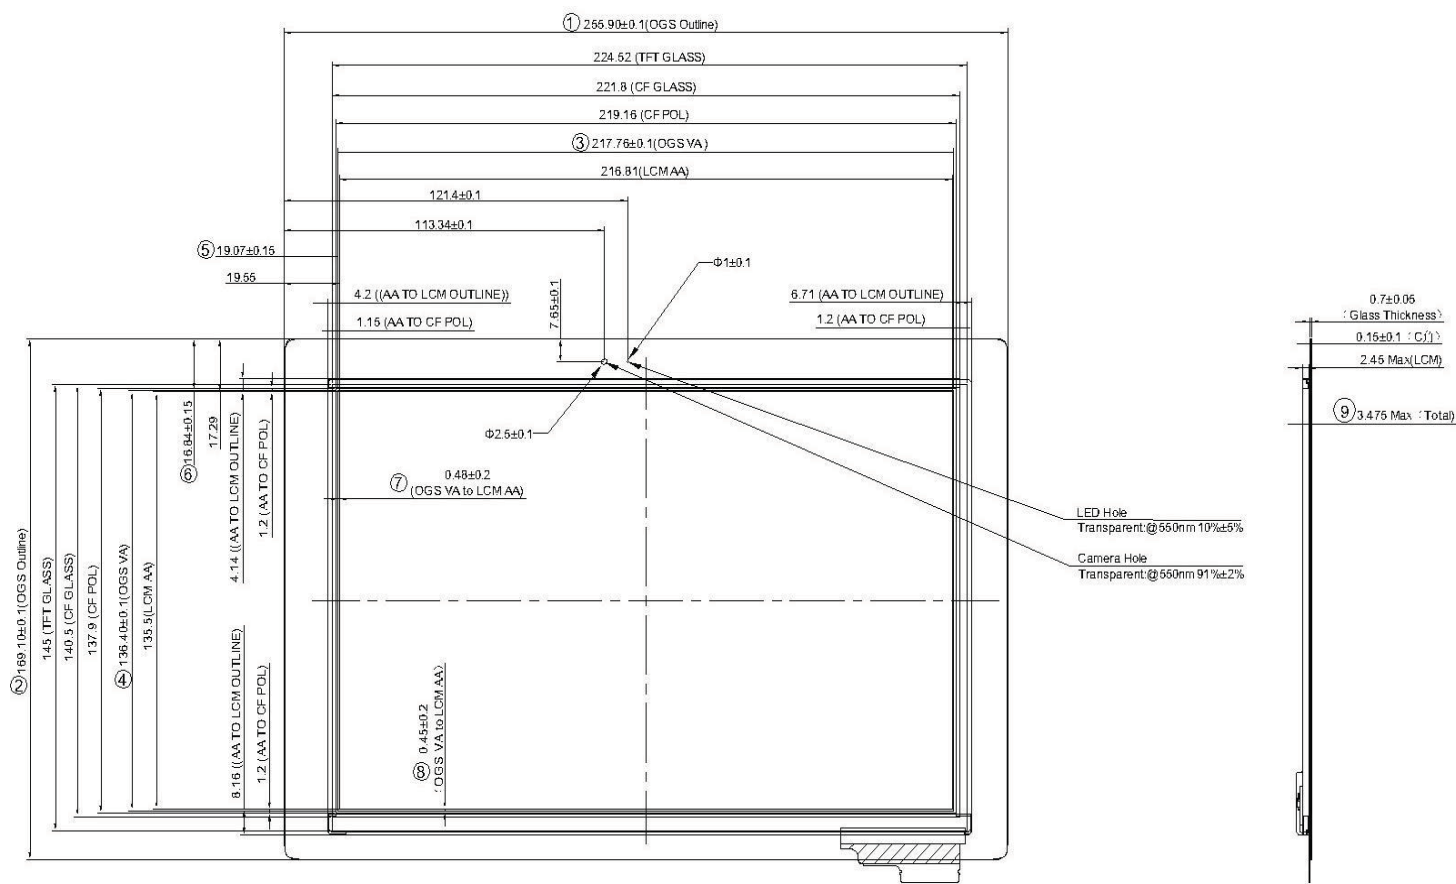 ① 255.90±0.1(OGS Outline)
224.52 (TFT GLASS)
221.8 (CF GLASS)
219.16 (CF POL)
③ 217.76±0.1(OGS VA)
216.81(LCM AA)
121.4±0.1
113.34±0.1
⑤ 19.07±0.15
19.55
4.2 ((AA TO LCM OUTLINE))
1.15 (AA TO CF POL)
7.65±0.1
Φ1±0.1
6.71 (AA TO LCM OUTLINE)
1.2 (AA TO CF POL)
0.7±0.05
(Glass Thickness)
0.15±0.1
2.45 Max(LCM)
⑨ 3.475 Max (Total)
② 169.10±0.1(OGS Outline)
145 (TFT GLASS)
140.5 (CF GLASS)
137.9 (CF POL)
④ 136.40±0.1(OGS VA)
135.5(LCM AA)
⑥ 16.84±0.15
17.29
4.14 ((AA TO LCM OUTLINE)
1.2 (AA TO CF POL)
Φ2.5±0.1
⑦ 0.48±0.2
(OGS VA to LCM AA)
LED Hole
Transparent:@550nm 10%±5%
Camera Hole
Transparent:@550nm 91%±2%
8.16 ((AA TO LCM OUTLINE)
1.2 (AA TO CF POL)
⑧ 0.45±0.2
(OGS VA to LCM AA)